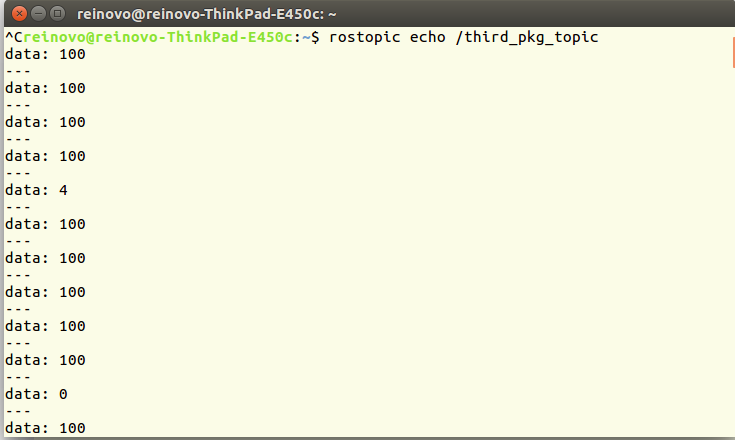 reinovo@reinovo-ThinkPad-E450c: ~
^Creinovo@reinovo-ThinkPad-E450c:~$ rostopic echo /third_pkg_topic
data: 100
---
data: 100
---
data: 100
---
data: 100
---
data: 4
---
data: 100
---
data: 100
---
data: 100
---
data: 100
---
data: 100
---
data: 0
---
data: 100